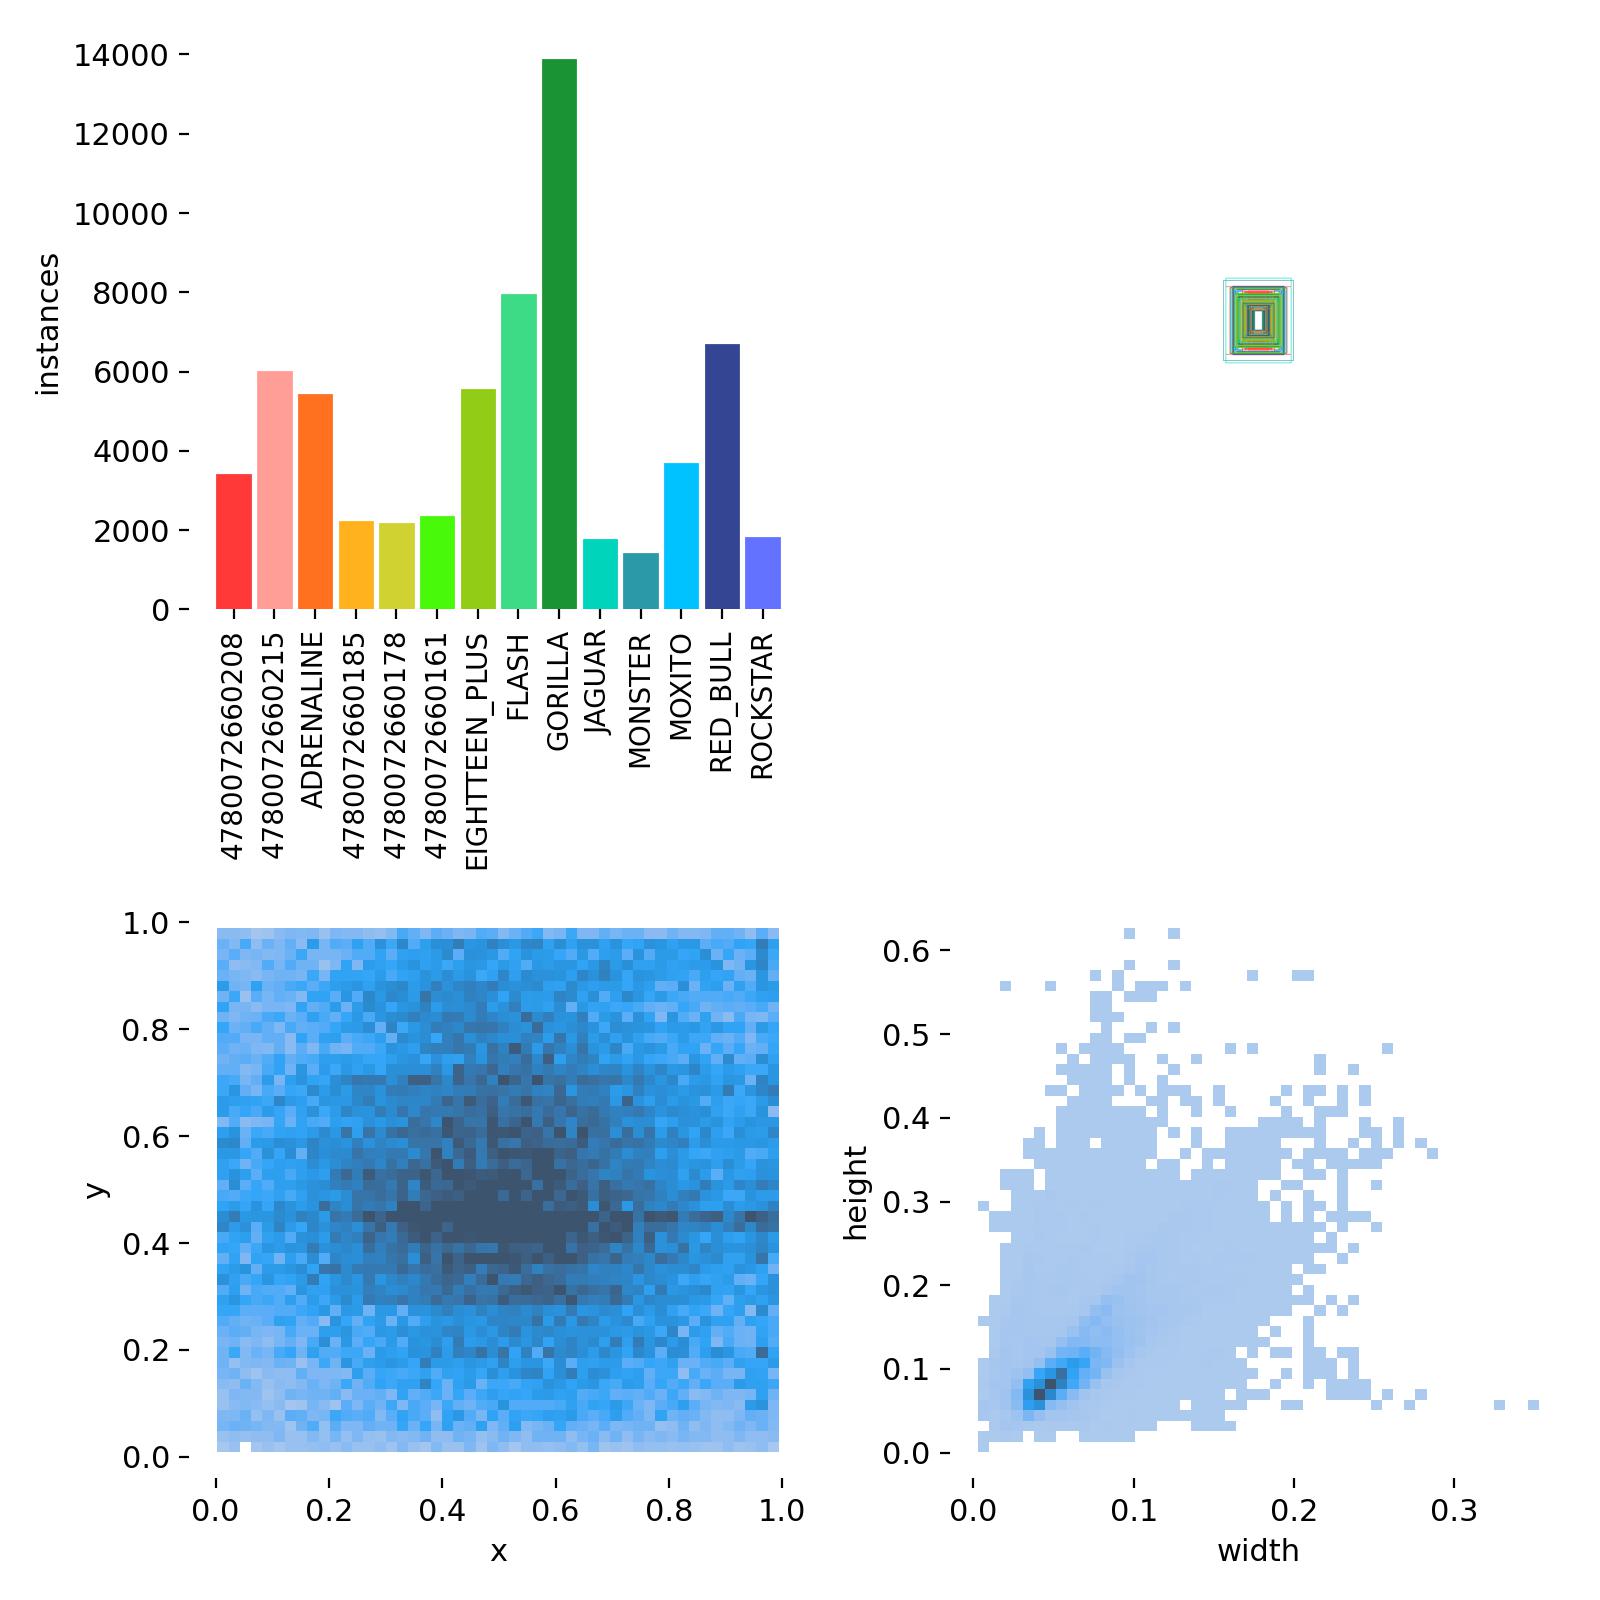 14000
12000
10000
8000
6000
4000
2000
0
instances
4780072660208
4780072660215
ADRENALINE
4780072660185
4780072660178
4780072660161
EIGHTTEEN_PLUS
FLASH
GORILLA
JAGUAR
MONSTER
MOXITO
RED_BULL
ROCKSTAR
1.0
0.8
0.6
0.4
0.2
0.0
y
0.0 0.2 0.4 0.6 0.8 1.0
x
0.6
0.5
0.4
0.3
0.2
0.1
0.0
height
0.0 0.1 0.2 0.3
width